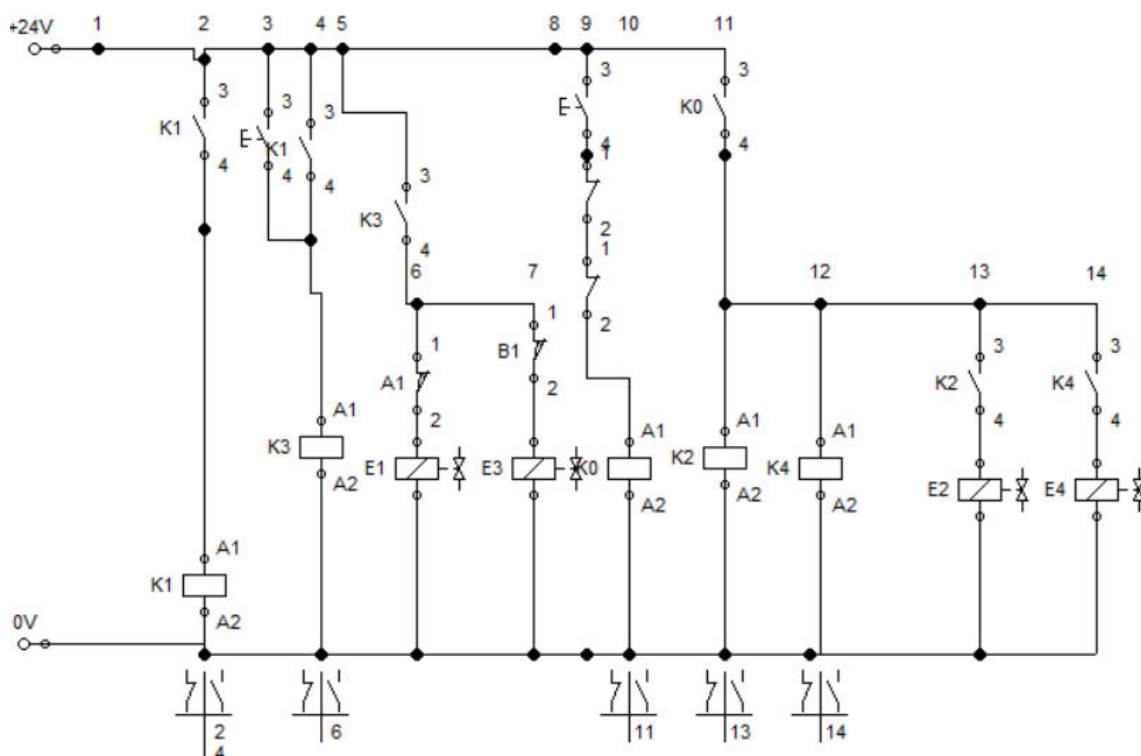 1 2 3 4 5 8 9 10 11
+24V
3 3 3 3 3
K1 E K1 E K0
4 4 4 4 4
3 1
K3
4 2
6 7 1 12 13 14
1 1 2 3 3
A1 B1 K2 K4
2 2 4 4
A1 A1 A1 A1
K3 E1 E3 K0 K2 K4 E2 E4
A2 A2 A2 A2
A1
K1
A2
0V
2 6 11 13 14
4